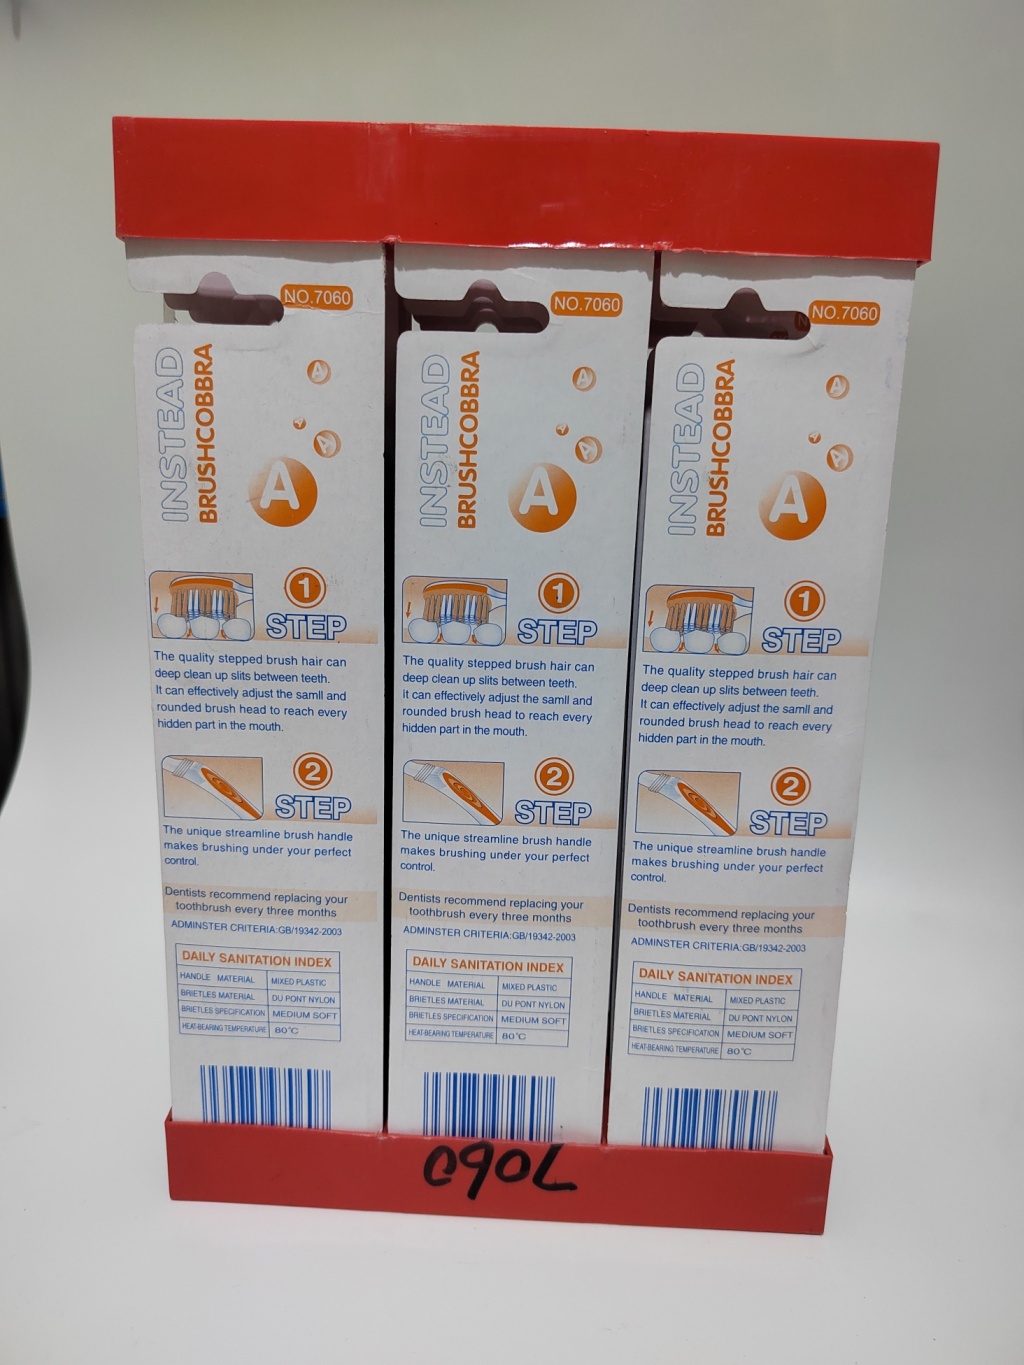 NO.7060
INSTEAD
BRUSHCOBBRA
A
A
A
A
1
STEP
The quality stepped brush hair can
deep clean up slits between teeth.
It can effectively adjust the samll and
rounded brush head to reach every
hidden part in the mouth.
2
STEP
The unique streamline brush handle
makes brushing under your perfect
control.
Dentists recommend replacing your
toothbrush every three months
ADMINSTER CRITERIA:GB/19342-2003
DAILY SANITATION INDEX
HANDLE MATERIAL MIXED PLASTIC
BRIETLES MATERIAL DU PONT NYLON
BRIETLES SPECIFICATION MEDIUM SOFT
HEAT-BEARING TEMPERATURE 80°C
NO.7060
INSTEAD
BRUSHCOBBRA
A
A
A
A
1
STEP
The quality stepped brush hair can
deep clean up slits between teeth.
It can effectively adjust the samll and
rounded brush head to reach every
hidden part in the mouth.
2
STEP
The unique streamline brush handle
makes brushing under your perfect
control.
Dentists recommend replacing your
toothbrush every three months
ADMINSTER CRITERIA:GB/19342-2003
DAILY SANITATION INDEX
HANDLE MATERIAL MIXED PLASTIC
BRIETLES MATERIAL DU PONT NYLON
BRIETLES SPECIFICATION MEDIUM SOFT
HEAT-BEARING TEMPERATURE 80°C
NO.7060
INSTEAD
BRUSHCOBBRA
A
A
A
A
1
STEP
The quality stepped brush hair can
deep clean up slits between teeth.
It can effectively adjust the samll and
rounded brush head to reach every
hidden part in the mouth.
2
STEP
The unique streamline brush handle
makes brushing under your perfect
control.
Dentists recommend replacing your
toothbrush every three months
ADMINSTER CRITERIA:GB/19342-2003
DAILY SANITATION INDEX
HANDLE MATERIAL MIXED PLASTIC
BRIETLES MATERIAL DU PONT NYLON
BRIETLES SPECIFICATION MEDIUM SOFT
HEAT-BEARING TEMPERATURE 80°C
7060